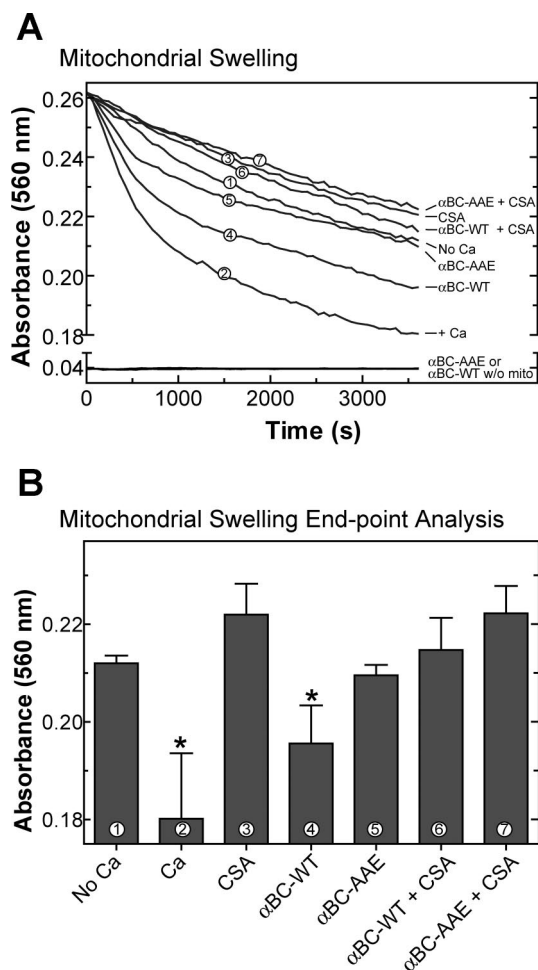 A
Mitochondrial Swelling
Absorbance (560 nm)
0.26
0.24
0.22
0.20
0.18
0.04
3
7
6
1
5
4
2
αBC-AAE + CSA
CSA
αBC-WT + CSA
No Ca
αBC-AAE
αBC-WT
+ Ca
αBC-AAE or
αBC-WT w/o mito
0
1000
2000
3000
Time (s)
B
Mitochondrial Swelling End-point Analysis
Absorbance (560 nm)
0.22
0.20
0.18
*
*
1
2
3
4
5
6
7
No Ca
Ca
CSA
αBC-WT
αBC-AAE
αBC-WT + CSA
αBC-AAE + CSA